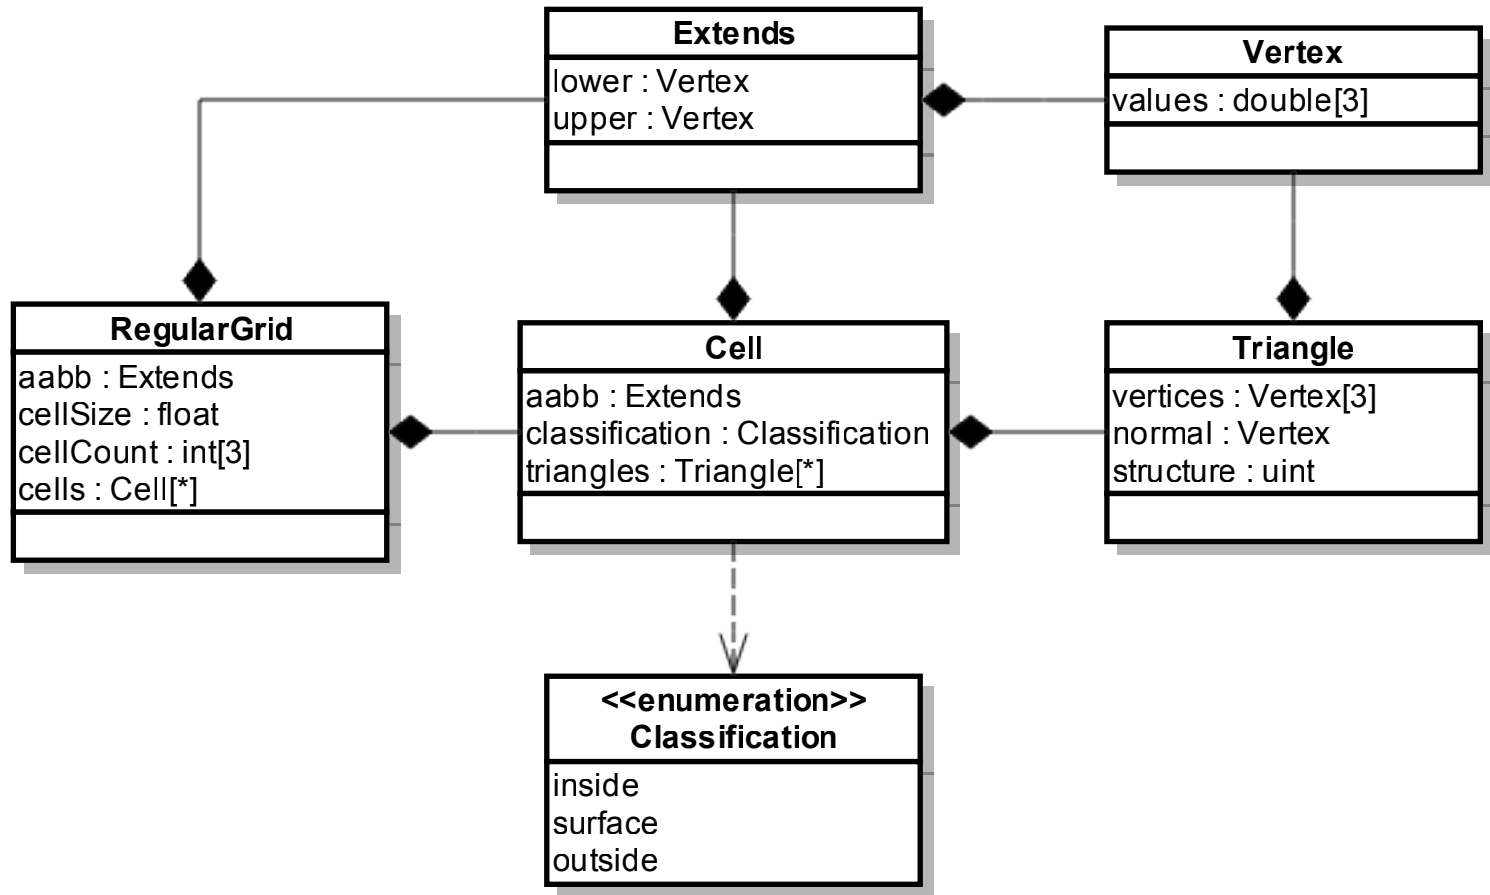 Extends
lower : Vertex
upper : Vertex
Vertex
values : double[3]
RegularGrid
aabb : Extends
cellSize : float
cellCount : int[3]
cells : Cell[*]
Cell
aabb : Extends
classification : Classification
triangles : Triangle[*]
Triangle
vertices : Vertex[3]
normal : Vertex
structure : uint
<<enumeration>>
Classification
inside
surface
outside